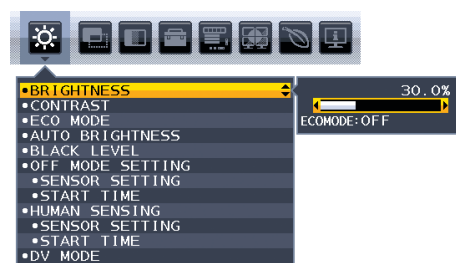 •BRIGHTNESS
30.0%
ECOMODE:OFF
•CONTRAST
•ECO MODE
•AUTO BRIGHTNESS
•BLACK LEVEL
•OFF MODE SETTING
•SENSOR SETTING
•START TIME
•HUMAN SENSING
•SENSOR SETTING
•START TIME
•DV MODE